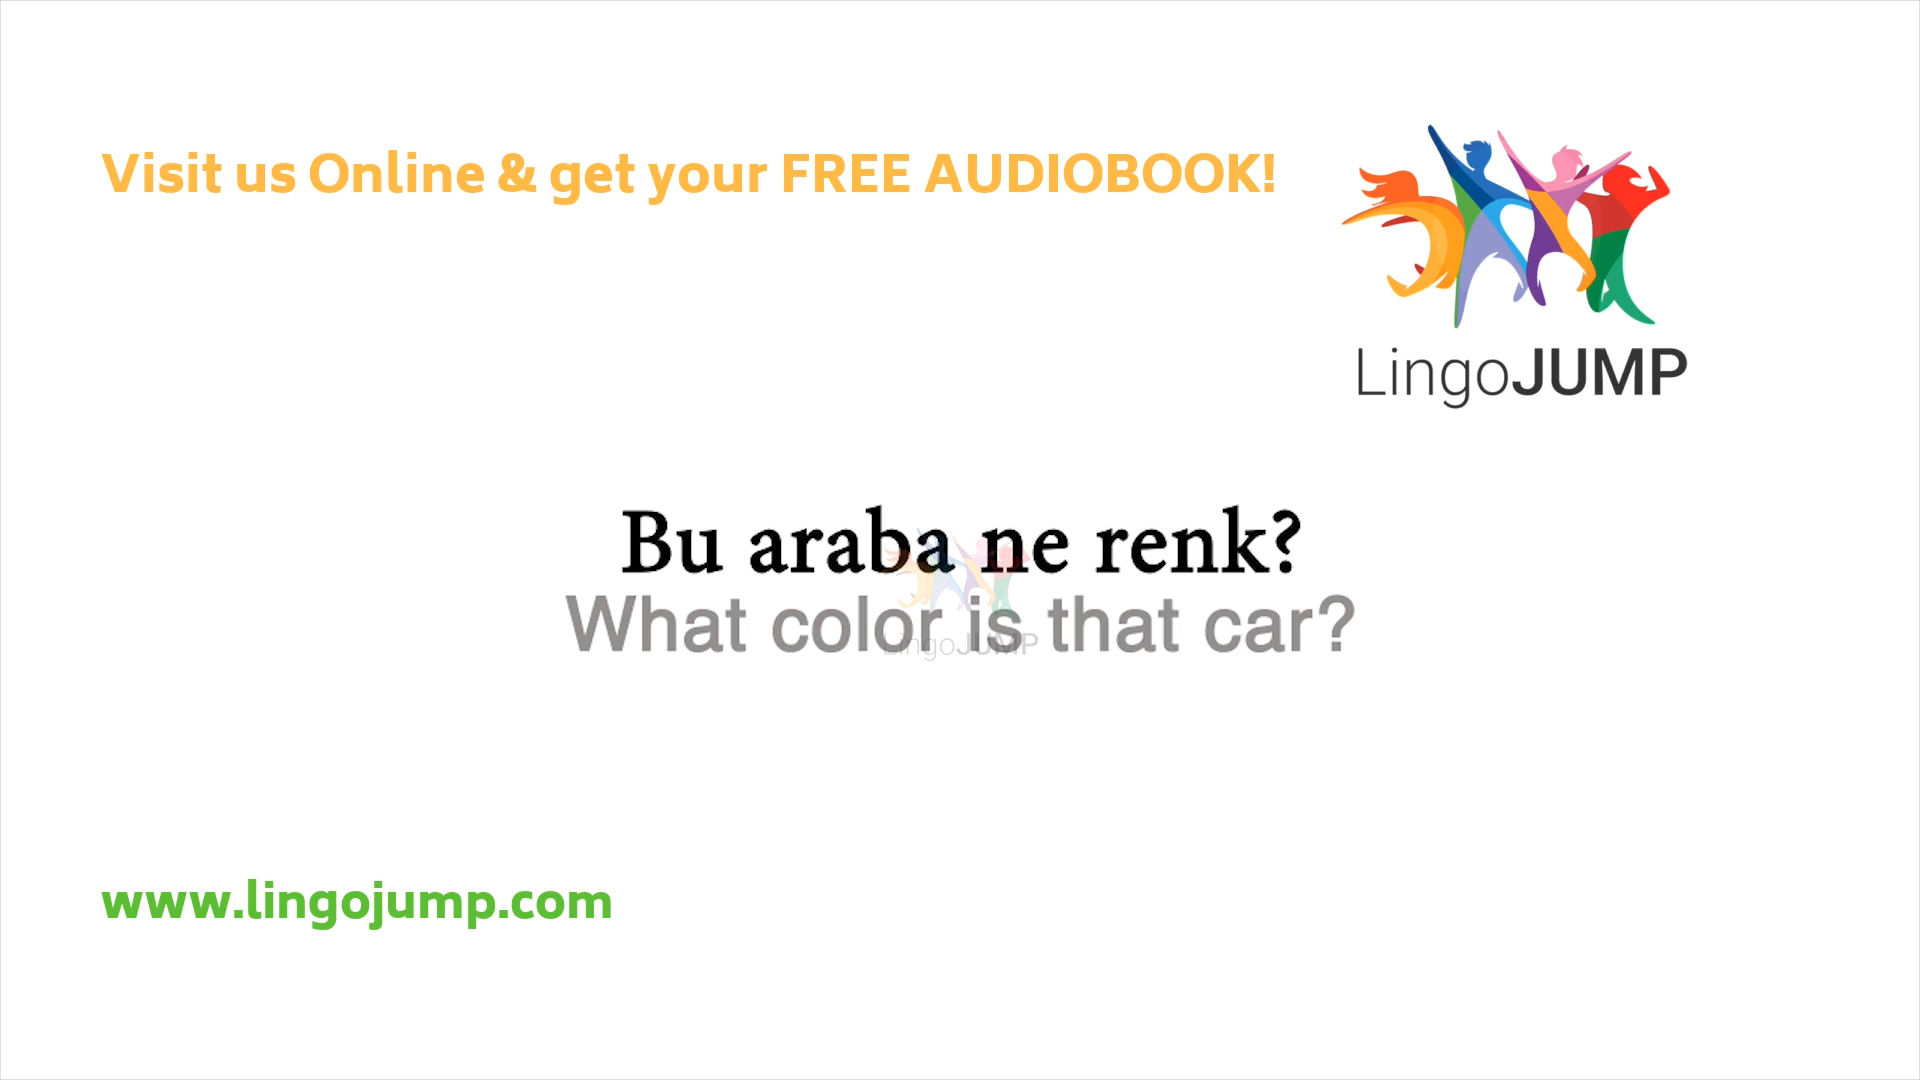 Visit us Online & get your FREE AUDIOBOOK!
LingoJUMP
Bu araba ne renk?
What color is that car?
LingoJUMP
www.lingojump.com